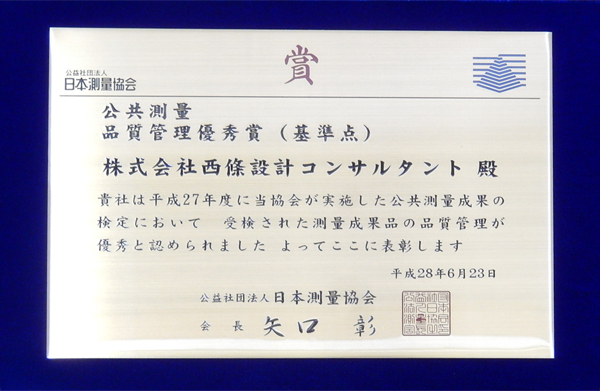 賞
公益社団法人
日本測量協会
公共測量
品質管理優秀賞（基準点）
株式会社西條設計コンサルタント 殿
貴社は平成27年度に当協会が実施した公共測量成果の
検定において 受検された測量成果品の品質管理が
優秀と認められました よってここに表彰します
平成28年6月23日
公益社団法人日本測量協会
会長 矢口 彰